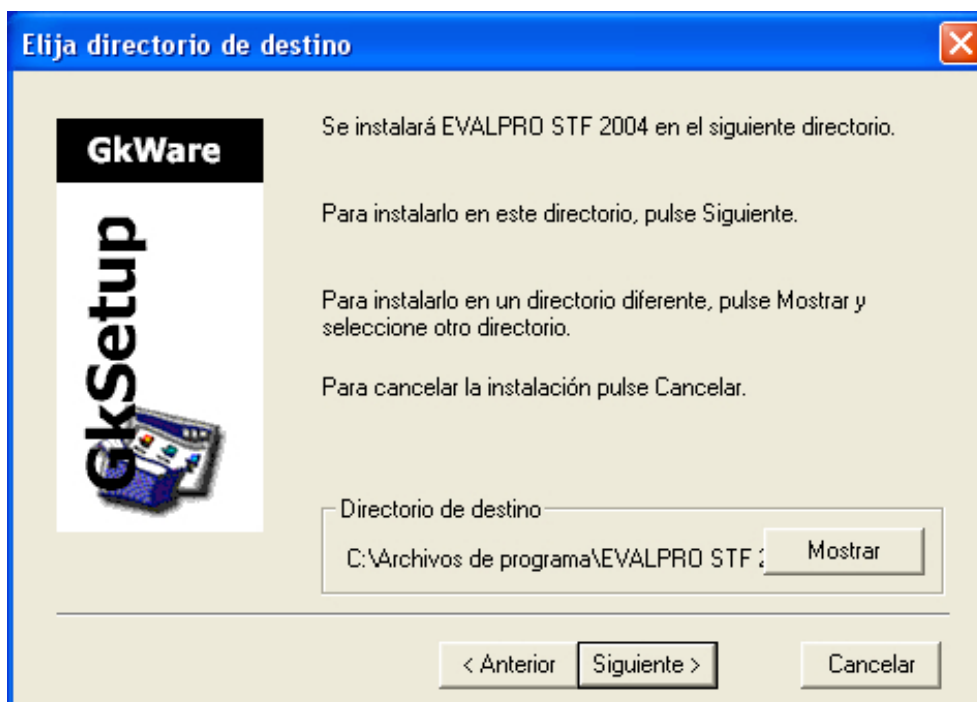 Elija directorio de destino
GkWare
GkSetup
Se instalará EVALPRO STF 2004 en el siguiente directorio.
Para instalarlo en este directorio, pulse Siguiente.
Para instalarlo en un directorio diferente, pulse Mostrar y
seleccione otro directorio.
Para cancelar la instalación pulse Cancelar.
Directorio de destino
C:\Archivos de programa\EVALPRO STF
Mostrar
< Anterior
Siguiente >
Cancelar